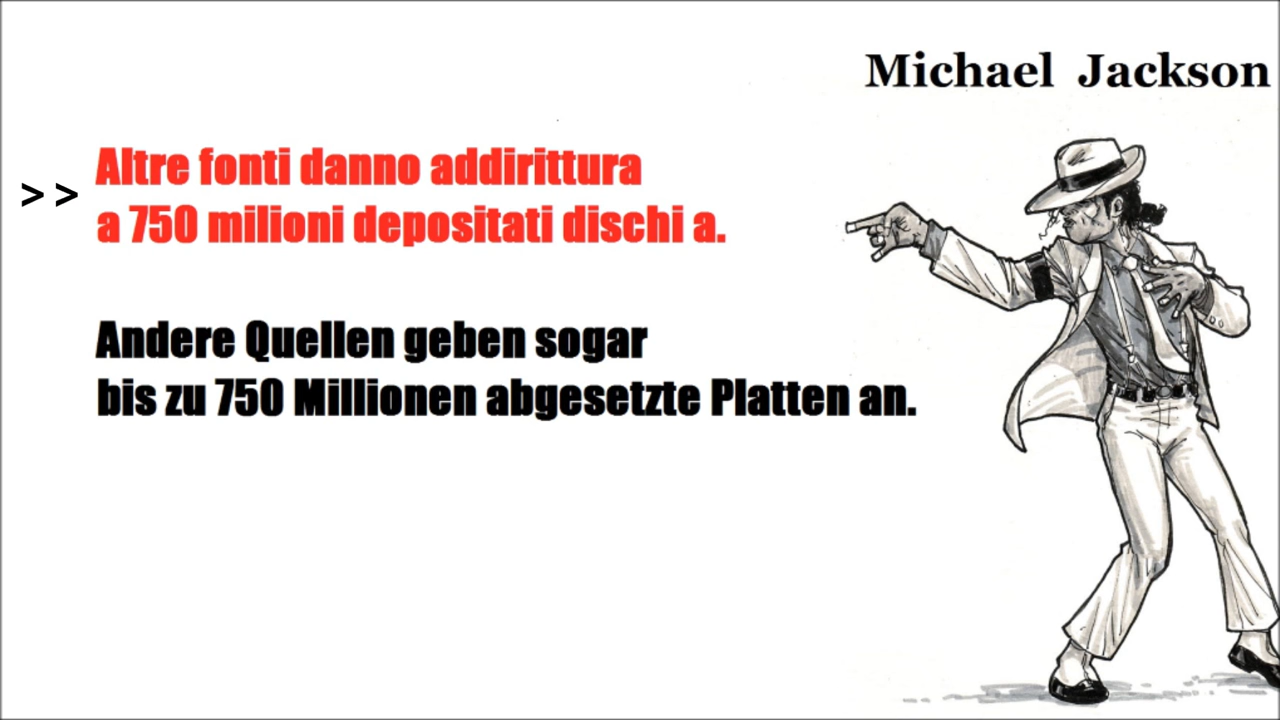 Michael Jackson
>> Altre fonti danno addirittura
a 750 milioni depositati dischi a.
Andere Quellen geben sogar
bis zu 750 Millionen abgesetzte Platten an.